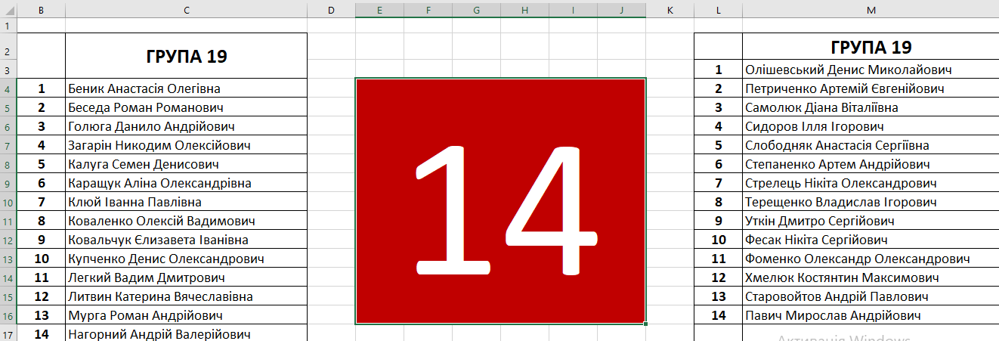 B C D E F G H I J K L M
1
2 ГРУПА 19 ГРУПА 19
3 1 Олішевський Денис Миколайович
4 1 Беник Анастасія Олегівна 2 Петриченко Артемій Євгенійович
5 2 Беседа Роман Романович 3 Самолюк Діана Віталіївна
6 3 Голюга Данило Андрійович 4 Сидоров Ілля Ігорович
7 4 Загарін Никодим Олексійович 5 Слободняк Анастасія Сергіївна
8 5 Калуга Семен Денисович 6 Степаненко Артем Андрійович
9 6 Каращук Аліна Олександрівна 7 Стрелець Нікіта Олександрович
10 7 Клюй Іванна Павлівна 14 8 Терещенко Владислав Ігорович
11 8 Коваленко Олексій Вадимович 9 Уткін Дмитро Сергійович
12 9 Ковальчук Єлизавета Іванівна 10 Фесак Нікіта Сергійович
13 10 Купченко Денис Олександрович 11 Фоменко Олександр Олександрович
14 11 Легкий Вадим Дмитрович 12 Хмелюк Костянтин Максимович
15 12 Литвин Катерина Вячеславівна 13 Старовойтов Андрій Павлович
16 13 Мурга Роман Андрійович 14 Павич Мирослав Андрійович
17 14 Нагорний Андрій Валерійович Активація Windows